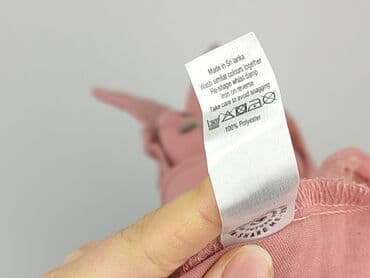 Made in Sri lanka
Wash similar colours together
Re-shape whilst damp
Iron on reverse
Take care to avoid snagging
100% Polyester